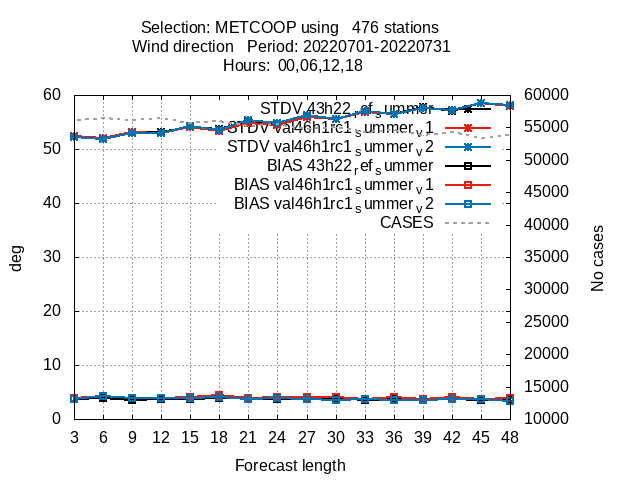 Selection: METCOOP using 476 stations
Wind direction Period: 20220701-20220731
Hours: 00,06,12,18
STDV 43h22_ref_summer
STDV val46h1rc1_summer_v1
STDV val46h1rc1_summer_v2
BIAS 43h22_ref_summer
BIAS val46h1rc1_summer_v1
BIAS val46h1rc1_summer_v2
CASES
60
50
40
30
20
10
0
deg
60000
55000
50000
45000
40000
35000
30000
25000
20000
15000
10000
No cases
3 6 9 12 15 18 21 24 27 30 33 36 39 42 45 48
Forecast length